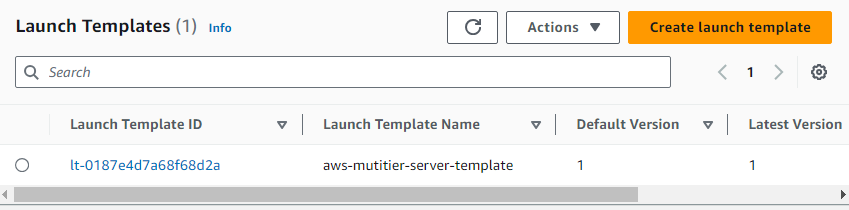 Launch Templates (1) Info Actions Create launch template
Search 1
Launch Template ID Launch Template Name Default Version Latest Version
lt-0187e4d7a68f68d2a aws-mutitier-server-template 1 1